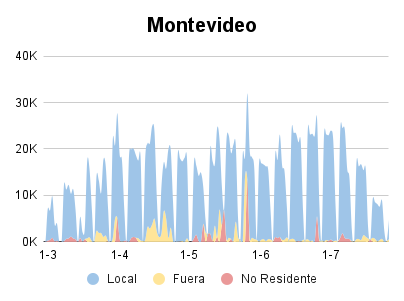 Montevideo
40K
30K
20K
10K
0K
1-3 1-4 1-5 1-6 1-7
Local Fuera No Residente